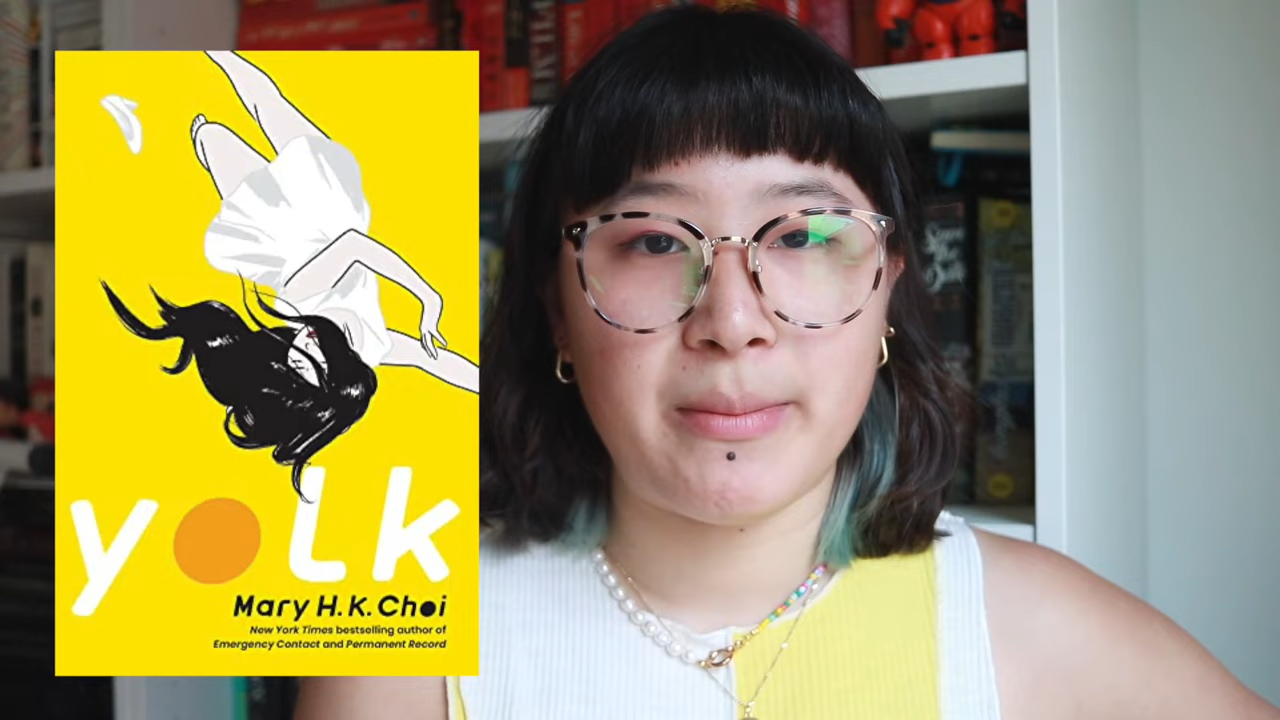 yolk
Mary H.K. Choi
New York Times bestselling author of
Emergency Contact and Permanent Record